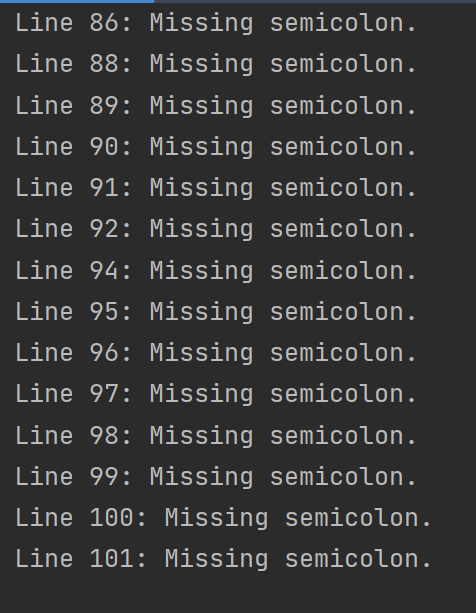 Line 86: Missing semicolon.
Line 88: Missing semicolon.
Line 89: Missing semicolon.
Line 90: Missing semicolon.
Line 91: Missing semicolon.
Line 92: Missing semicolon.
Line 94: Missing semicolon.
Line 95: Missing semicolon.
Line 96: Missing semicolon.
Line 97: Missing semicolon.
Line 98: Missing semicolon.
Line 99: Missing semicolon.
Line 100: Missing semicolon.
Line 101: Missing semicolon.